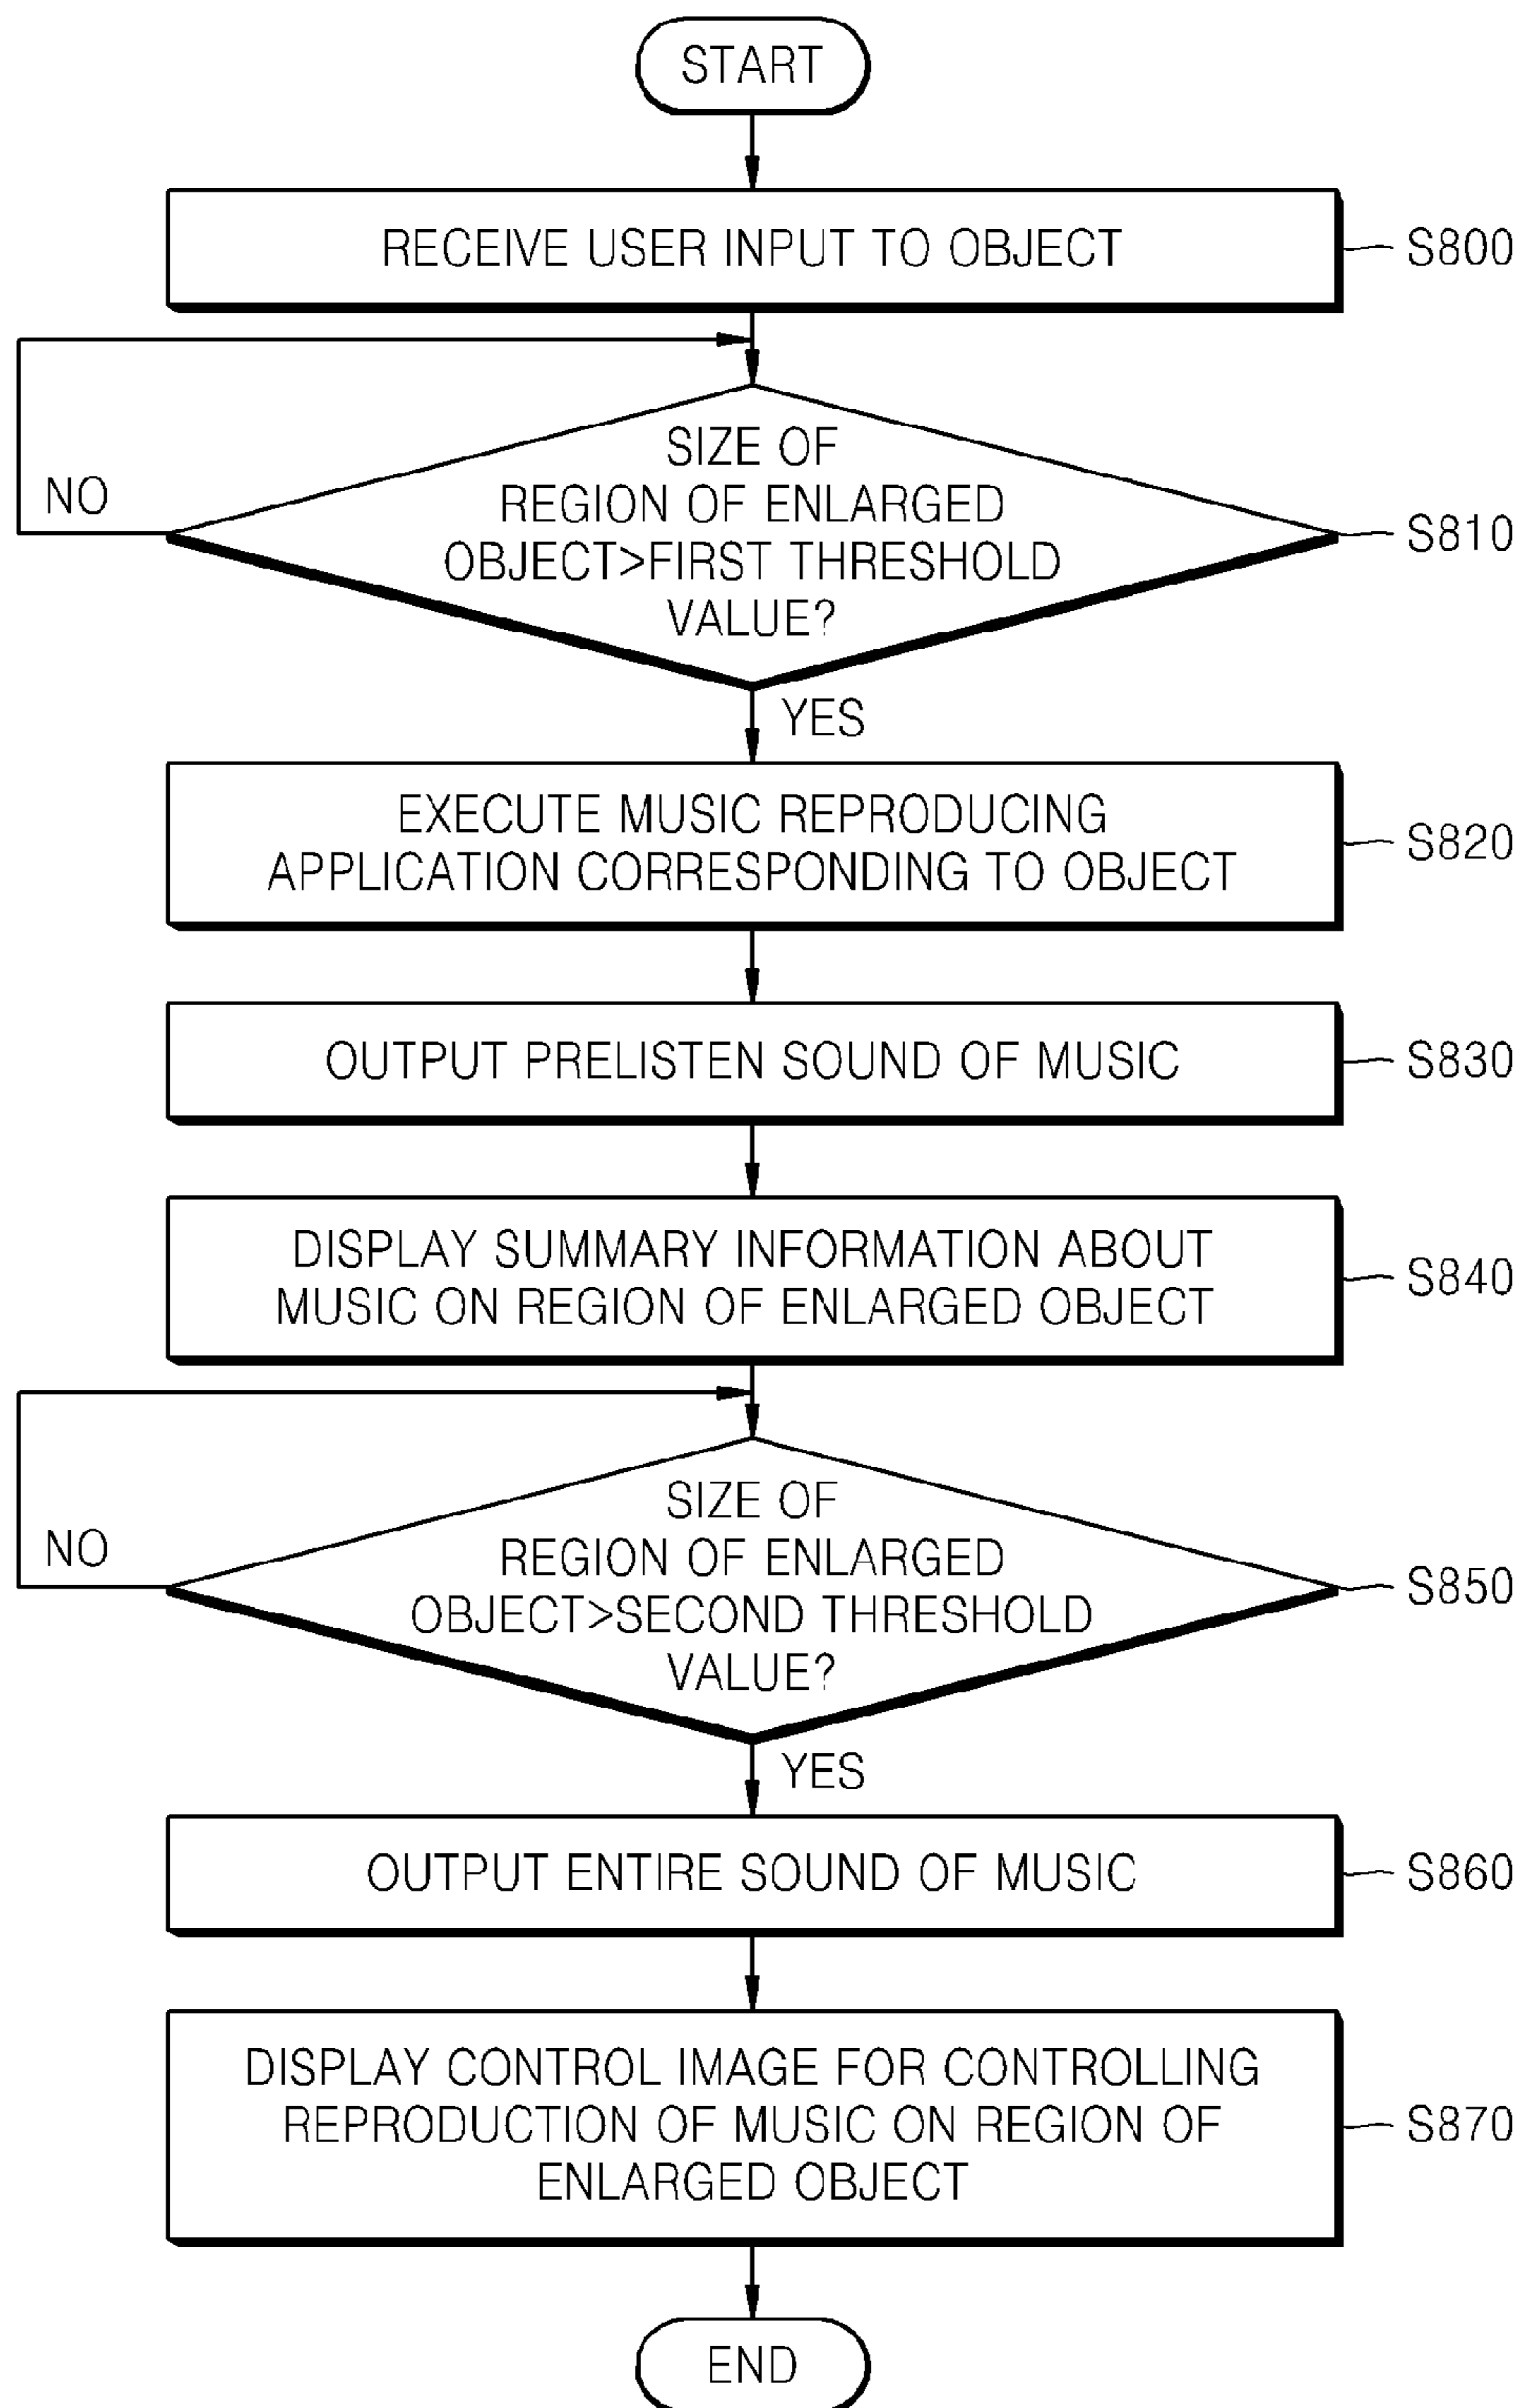 START
RECEIVE USER INPUT TO OBJECT
S800
SIZE OF
REGION OF ENLARGED
OBJECT>FIRST THRESHOLD
VALUE?
NO
S810
YES
EXECUTE MUSIC REPRODUCING
APPLICATION CORRESPONDING TO OBJECT
S820
OUTPUT PRELISTEN SOUND OF MUSIC
S830
DISPLAY SUMMARY INFORMATION ABOUT
MUSIC ON REGION OF ENLARGED OBJECT
S840
SIZE OF
REGION OF ENLARGED
OBJECT>SECOND THRESHOLD
VALUE?
NO
S850
YES
OUTPUT ENTIRE SOUND OF MUSIC
S860
DISPLAY CONTROL IMAGE FOR CONTROLLING
REPRODUCTION OF MUSIC ON REGION OF
ENLARGED OBJECT
S870
END